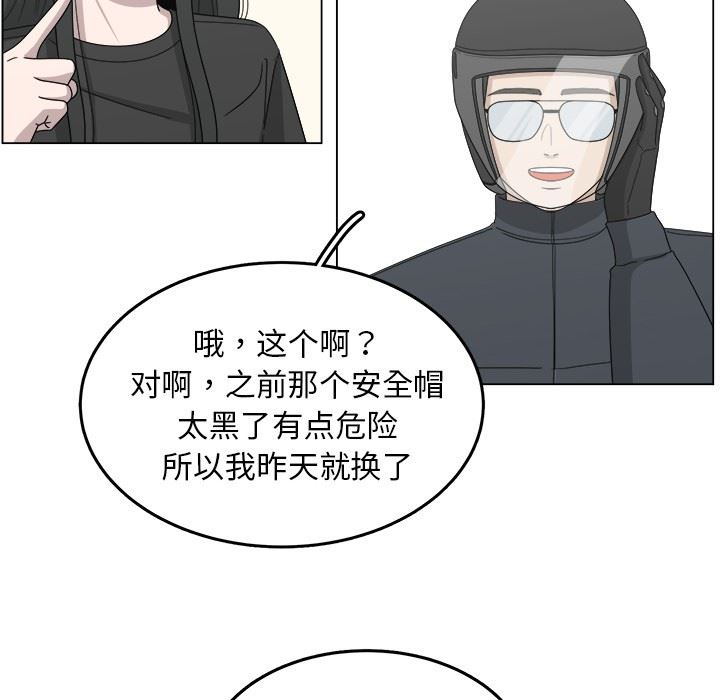 哦，这个啊？
对啊，之前那个安全帽
太黑了有点危险
所以我昨天就换了